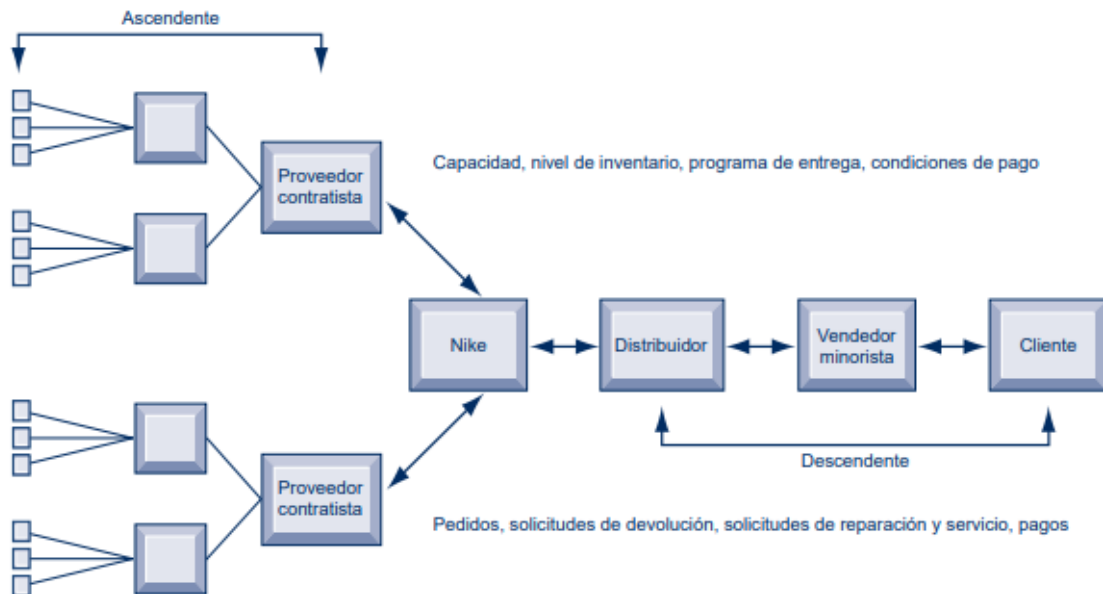 Ascendente
Proveedor
contratista
Capacidad, nivel de inventario, programa de entrega, condiciones de pago
Nike
Distribuidor
Vendedor
minorista
Cliente
Descendente
Proveedor
contratista
Pedidos, solicitudes de devolución, solicitudes de reparación y servicio, pagos